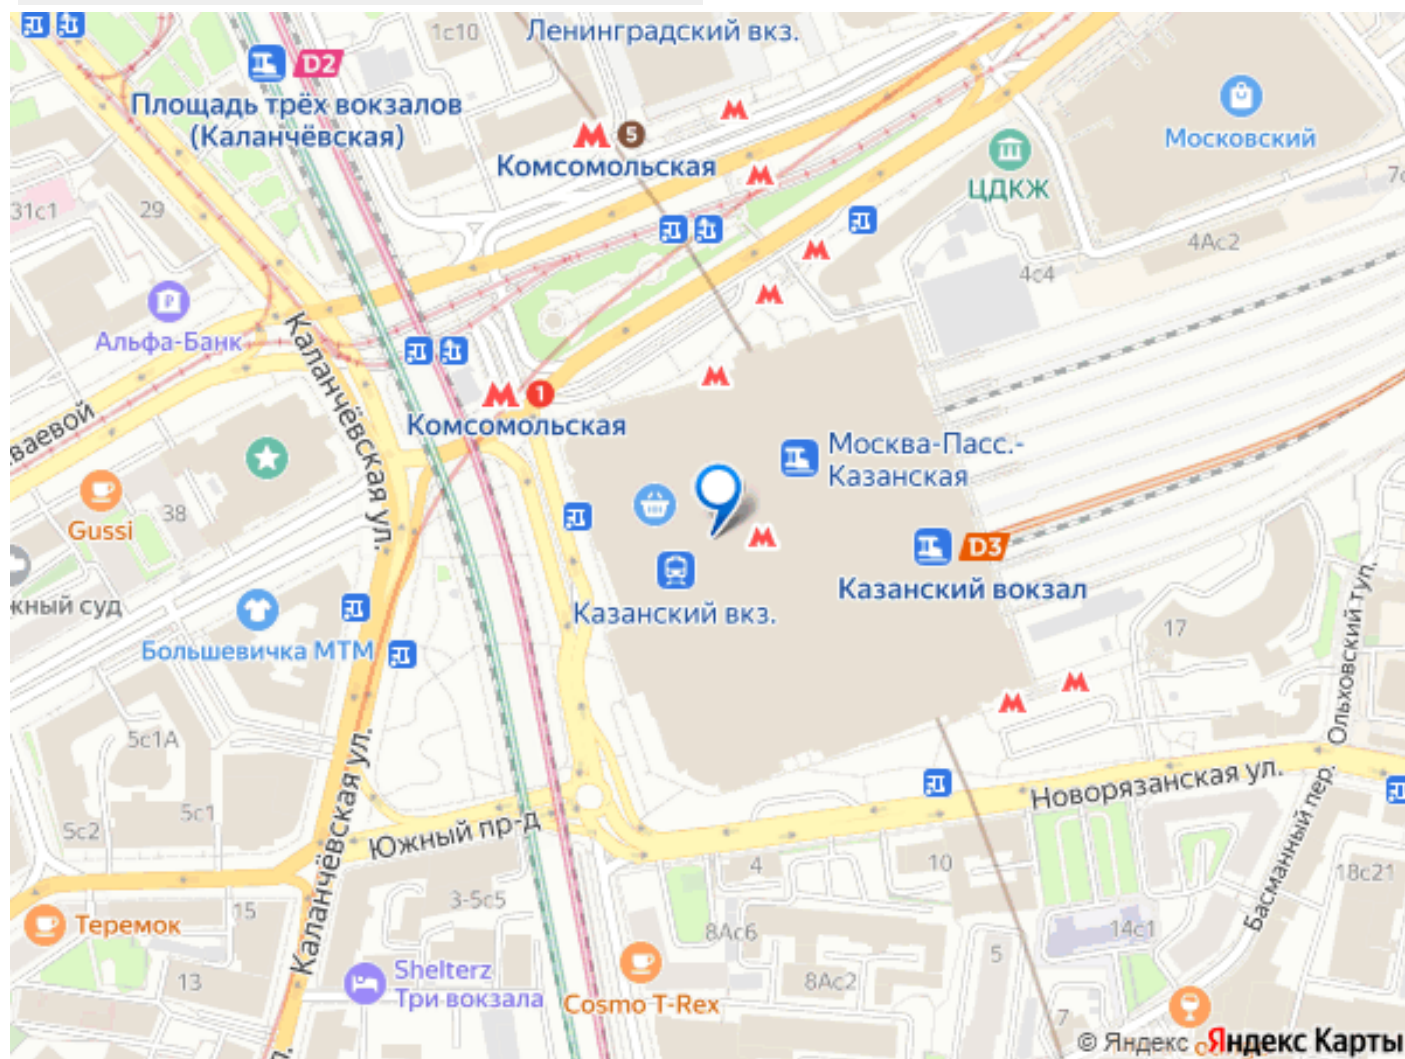 1с10
Ленинградский вкз.
D2
Площадь трёх вокзалов
(Каланчёвская)
М 5
Комсомольская
Московский
ЦДКЖ
31с1
29
4Ас2
4с4
Альфа-Банк
Каланчёвская ул.
М 1
Комсомольская
Москва-Пасс.-
Казанская
Gussi
38
D3
Казанский вокзал
Казанский вкз.
Большевичка МТМ
17
Ольховский туп.
5с1А
5с1
5с2
Каланчёвская ул.
Южный пр-д
Новорязанская ул.
Басманный пер.
4
10
18с21
3-5с5
15
Теремок
13
8Ас6
14с1
5
Shelterz
Три вокзала
Cosmo T-Rex
8Ас2
7
© Яндекс Яндекс Карты